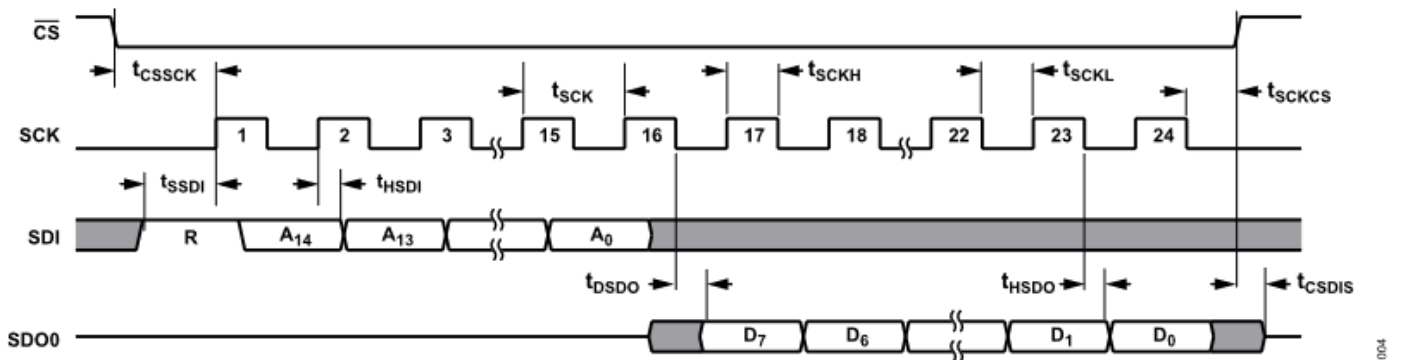 CS
tCSSCK tSCK tSCKH tSCKL tSCKCS
SCK 1 2 3 15 16 17 18 22 23 24
tSSDI tHSDI
SDI R A14 A13 A0
tDSDO tHSDO tCSDIS
SDO0 D7 D6 D1 D0
004